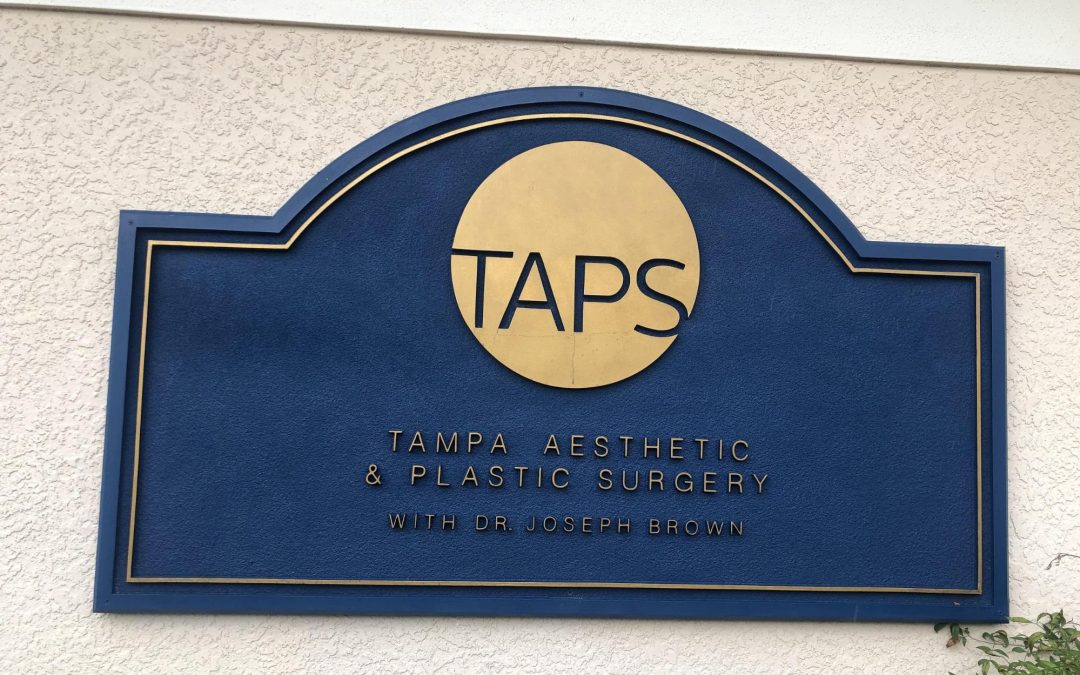 TAPS
TAMPA AESTHETIC
& PLASTIC SURGERY
WITH DR. JOSEPH BROWN